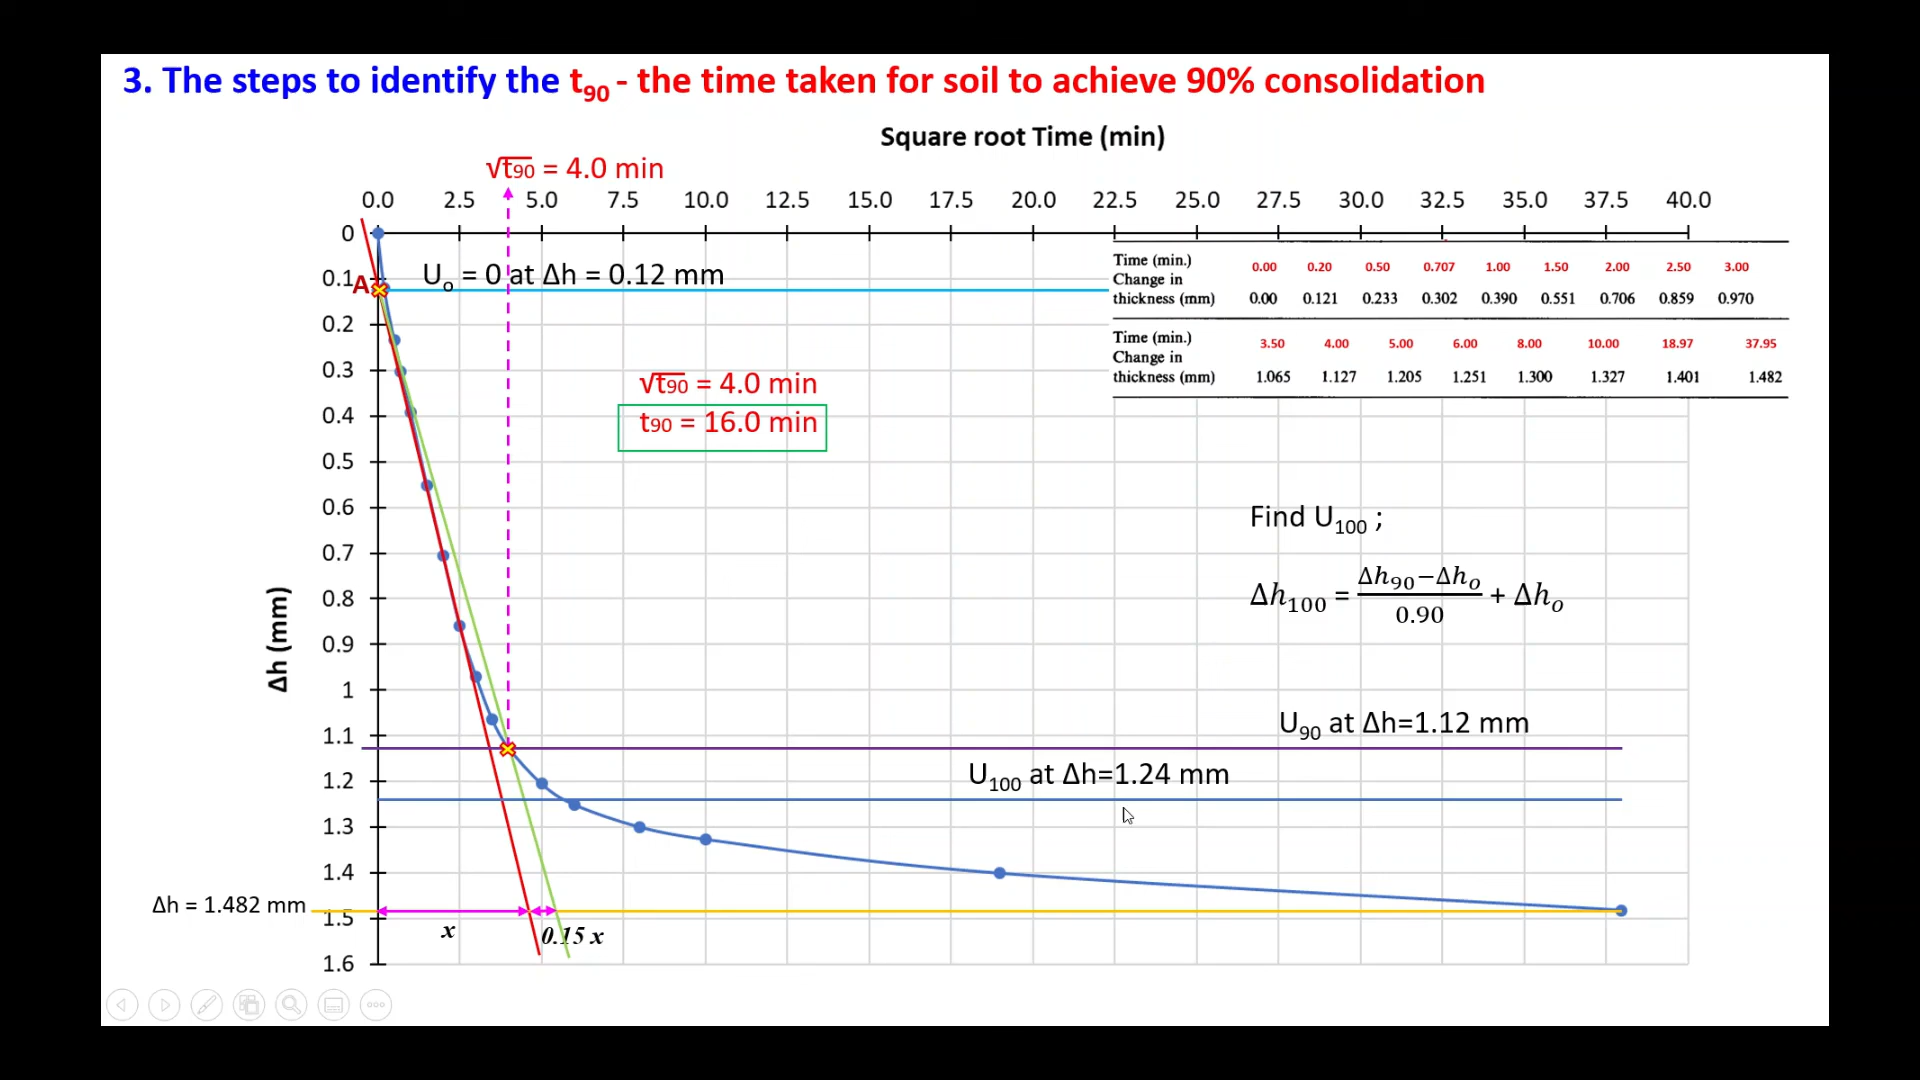 3. The steps to identify the t90 - the time taken for soil to achieve 90% consolidation
Square root Time (min)
√t90 = 4.0 min
0.0 2.5 5.0 7.5 10.0 12.5 15.0 17.5 20.0 22.5 25.0 27.5 30.0 32.5 35.0 37.5 40.0
0
0.1
A
Uo = 0 at Δh = 0.12 mm
Time (min.) 0.00 0.20 0.50 0.707 1.00 1.50 2.00 2.50 3.00
Change in
thickness (mm) 0.00 0.121 0.233 0.302 0.390 0.551 0.706 0.859 0.970
0.2
Time (min.) 3.50 4.00 5.00 6.00 8.00 10.00 18.97 37.95
Change in
thickness (mm) 1.065 1.127 1.205 1.251 1.300 1.327 1.401 1.482
0.3
√t90 = 4.0 min
0.4
t90 = 16.0 min
0.5
0.6
Find U100 ;
0.7
0.8
Δh100 = (Δh90−Δho)/0.90 + Δho
Δh (mm)
0.9
1
1.1
U90 at Δh=1.12 mm
1.2
U100 at Δh=1.24 mm
1.3
1.4
Δh = 1.482 mm
1.5
x
0.15 x
1.6